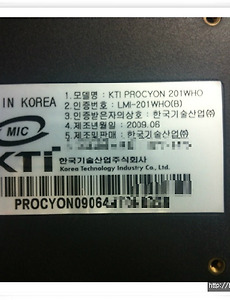 IN KOREA
MIC
1. 모델명 : KTI PROCYON 201WHO
2. 인증번호 : LMI-201WHO(B)
3. 인증받은자의상호 : 한국기술산업㈜
4. 제조년월일 : 2009.06
5. 제조사 : 한국기술산업㈜
KTi
한국기술산업주식회사
Korea Technology Industry Co., Ltd.
PROCYON09064